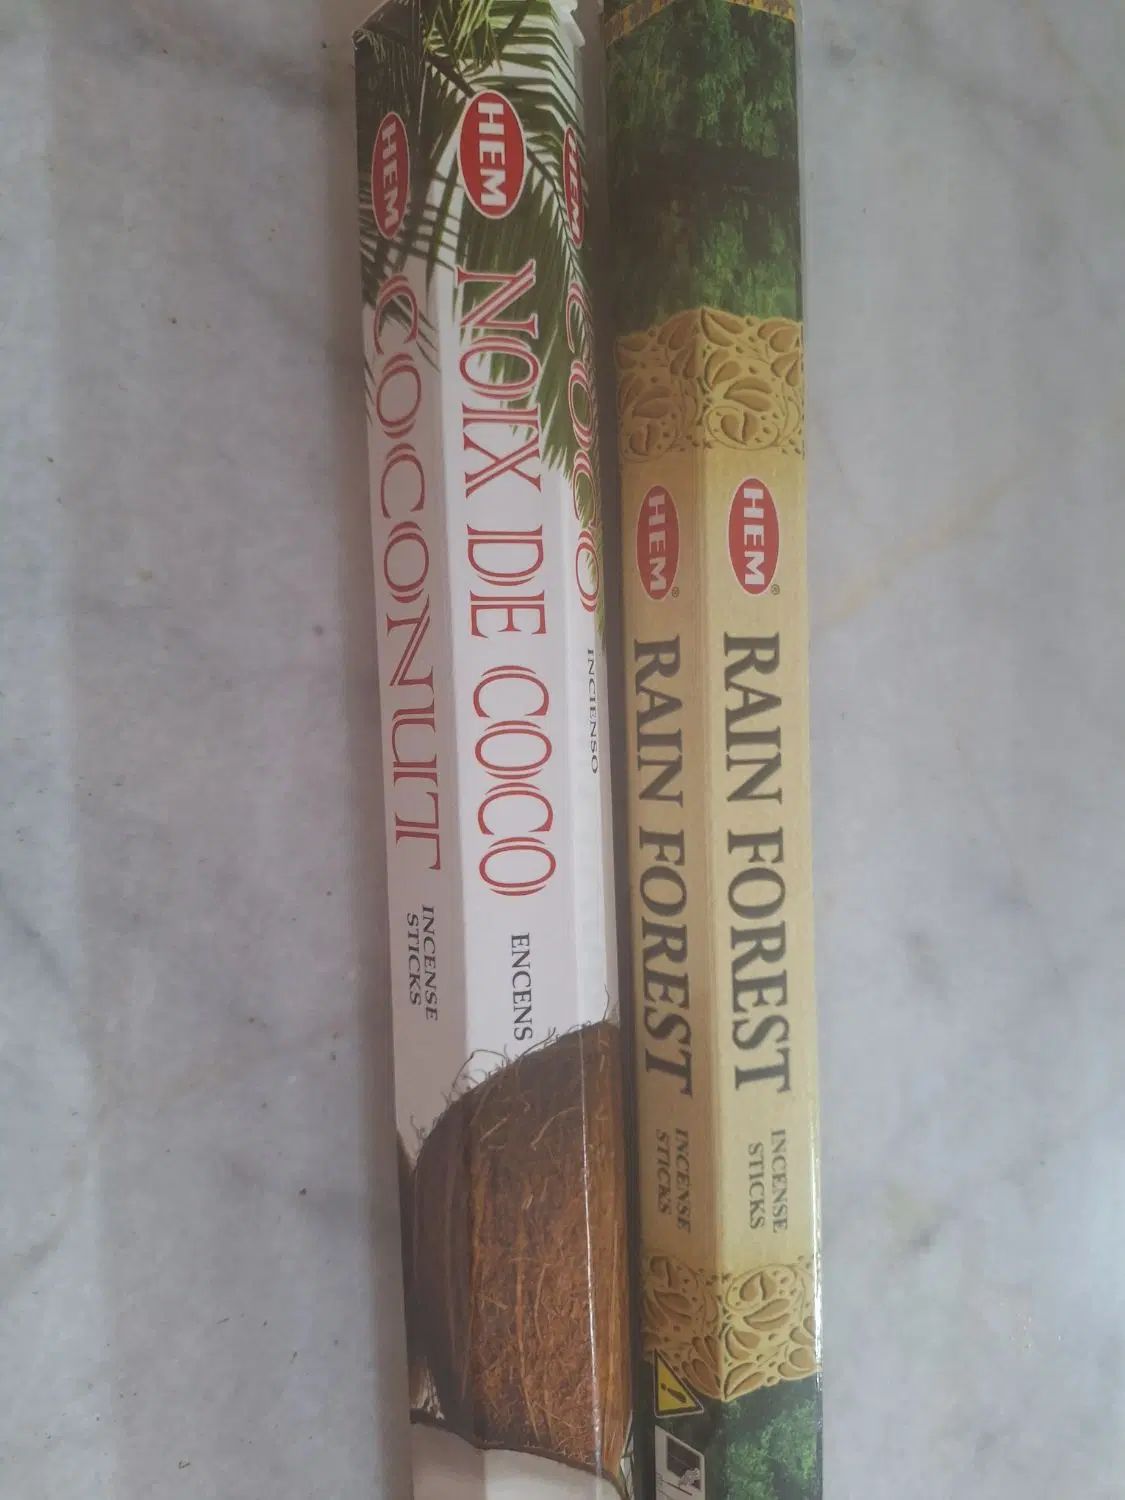 HEM
COCONUT
INCENSE
STICKS
HEM
NOIX DE COCO
ENCENS
HEM
COCO
INCIENSO
HEM®
RAIN FOREST
INCENSE
STICKS
HEM®
RAIN FOREST
INCENSE
STICKS